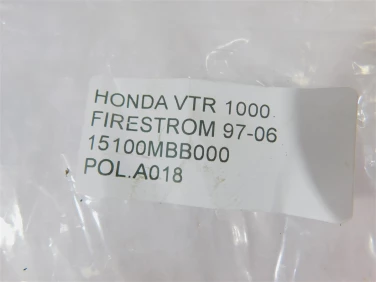 HONDA VTR 1000
FIRESTROM 97-06
15100MBB000
POL.A018